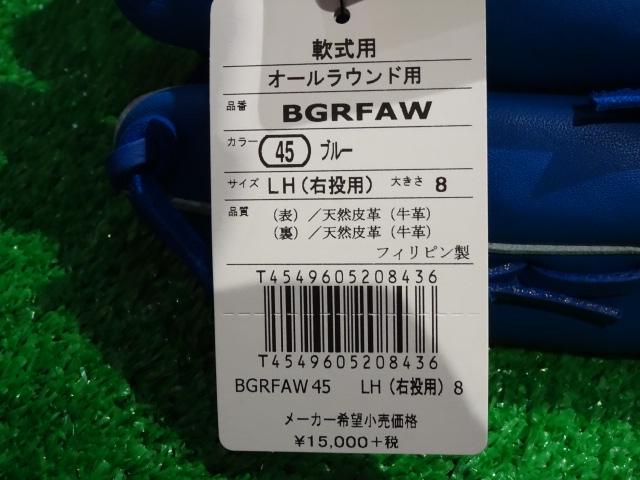 軟式用
オールラウンド用
品番 BGRFAW
カラー 45 ブルー
サイズ LH(右投用) 大きさ 8
品質 (表)/天然皮革(牛革)
(裏)/天然皮革(牛革)
フィリピン製
T4549605208436
T4549605208436
BGRFAW45 LH(右投用) 8
メーカー希望小売価格
¥15,000+税